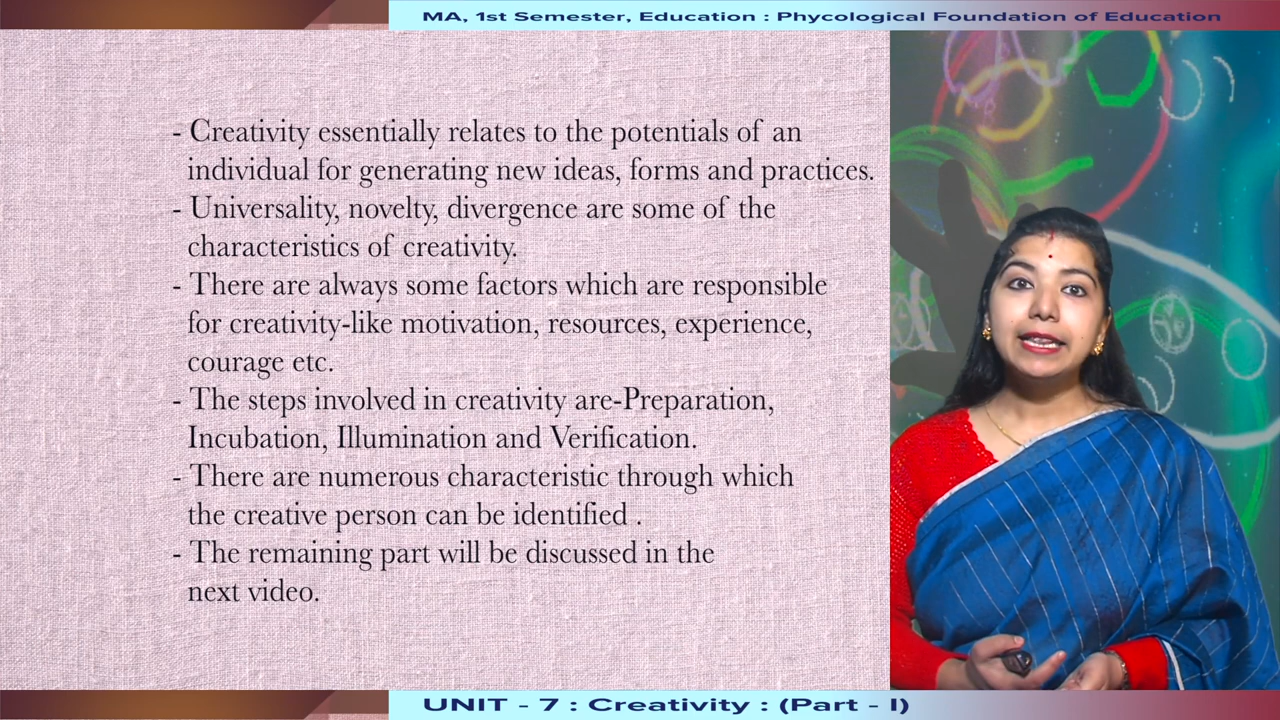 MA, 1st Semester, Education : Phycological Foundation of Education
- Creativity essentially relates to the potentials of an
individual for generating new ideas, forms and practices.
- Universality, novelty, divergence are some of the
characteristics of creativity.
- There are always some factors which are responsible
for creativity-like motivation, resources, experience,
courage etc.
- The steps involved in creativity are-Preparation,
Incubation, Illumination and Verification.
- There are numerous characteristic through which
the creative person can be identified .
- The remaining part will be discussed in the
next video.
UNIT - 7 : Creativity : (Part - I)